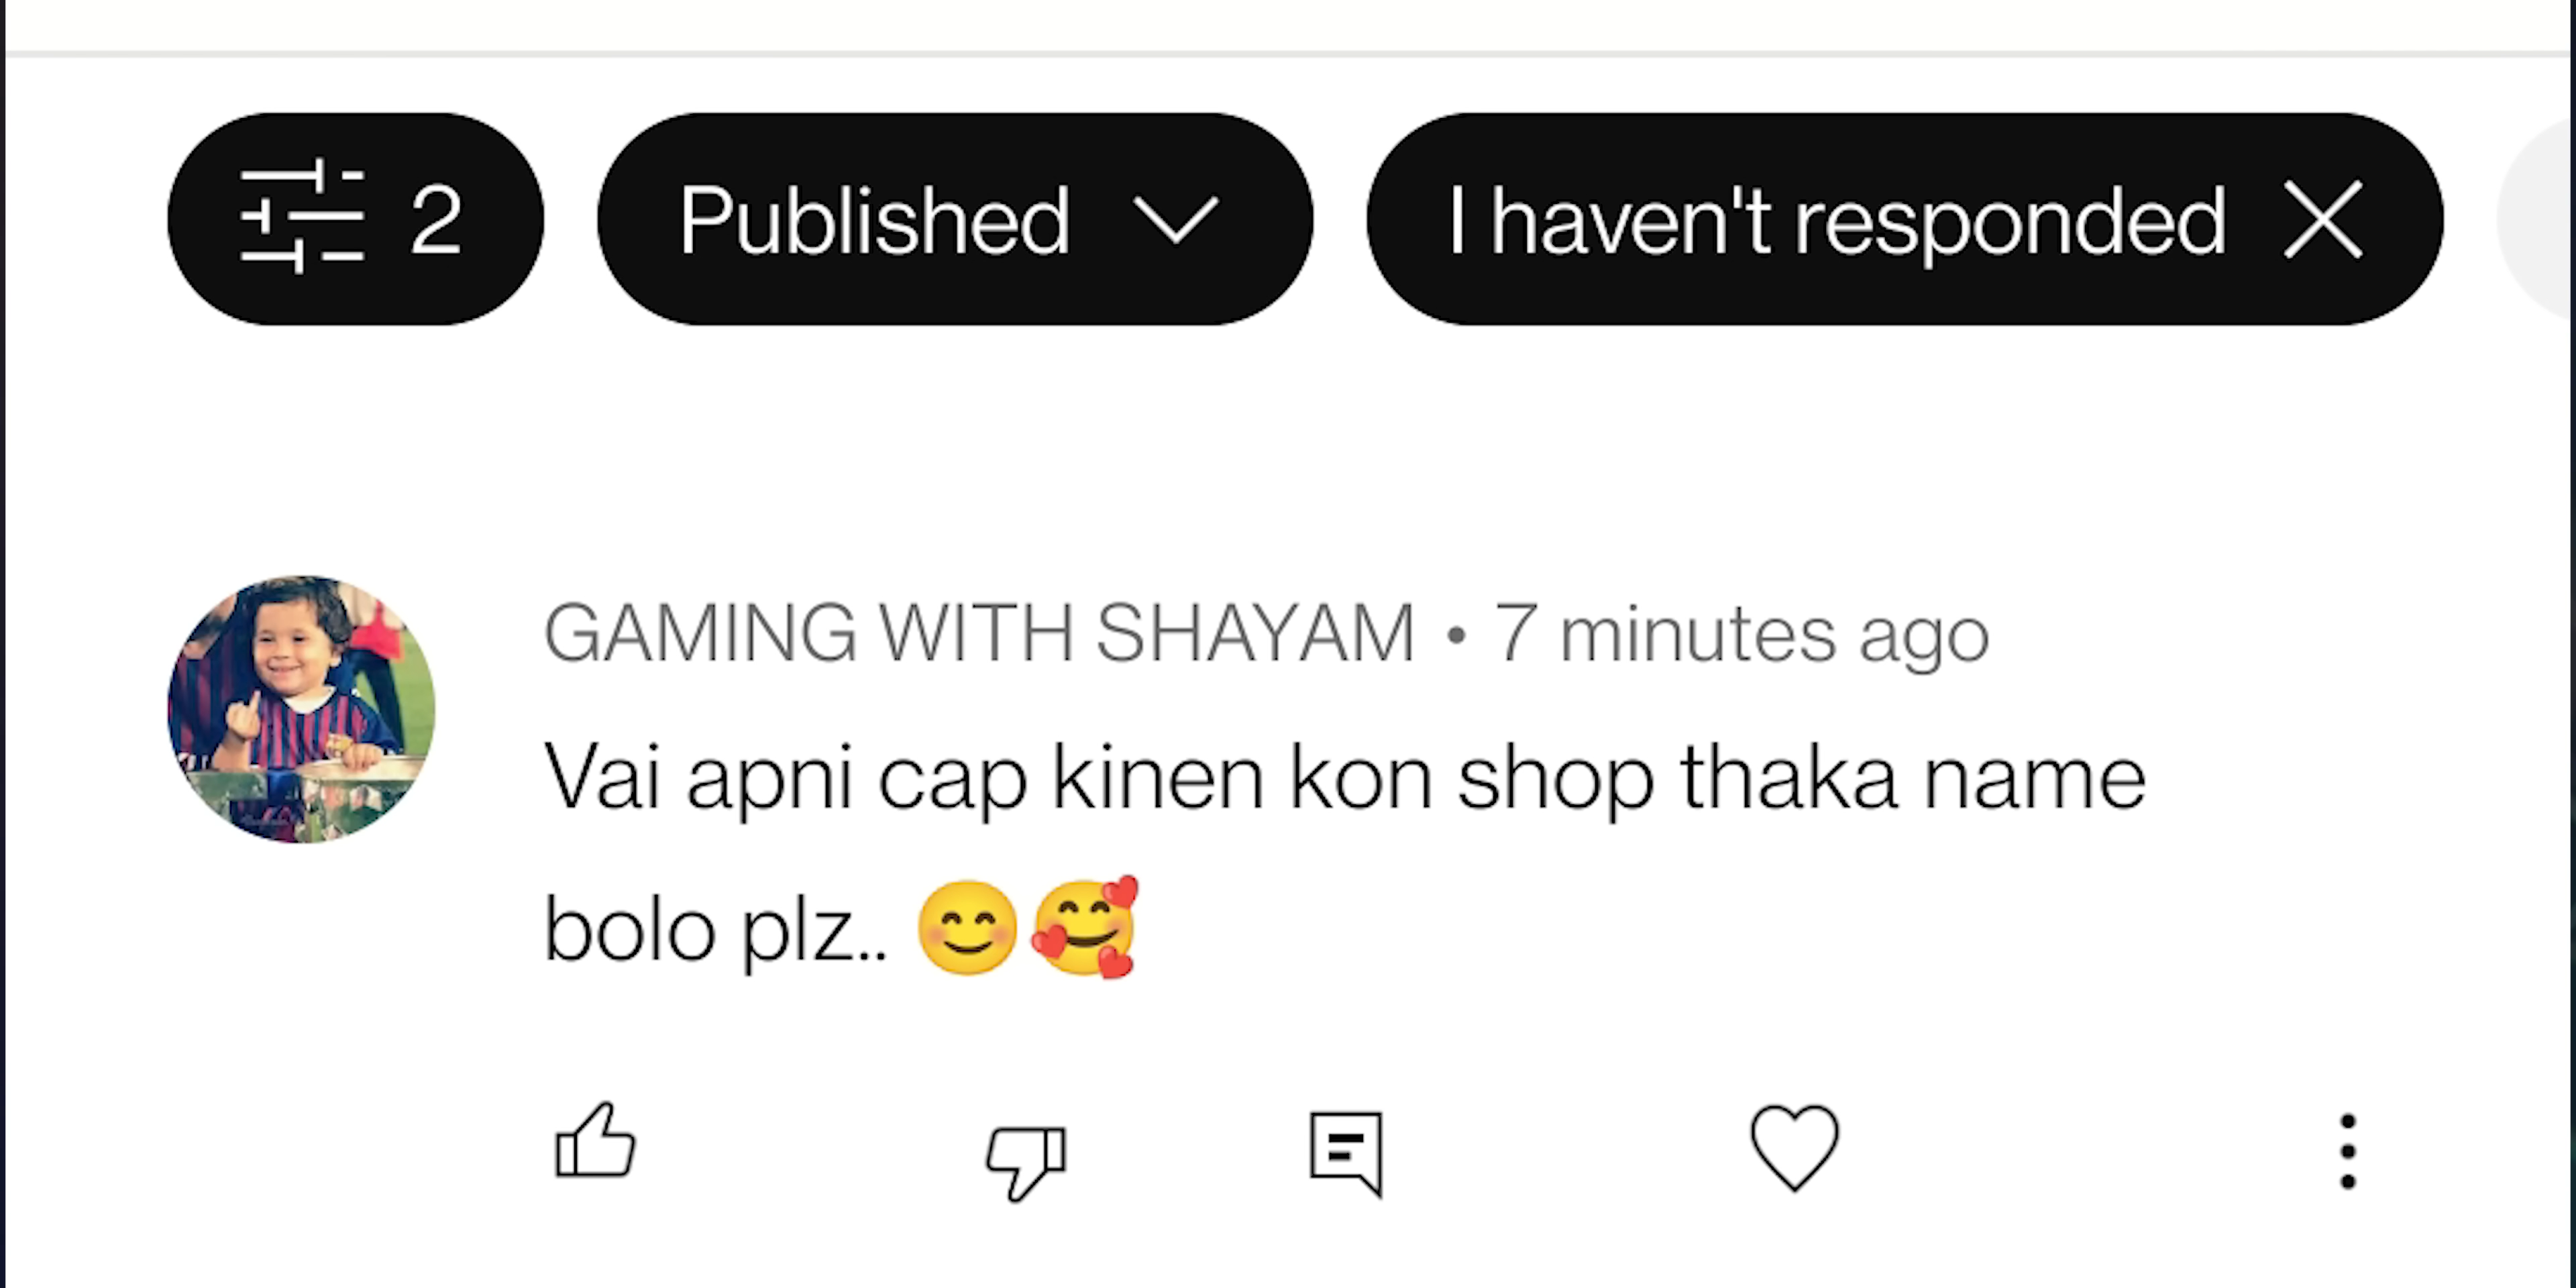 2 Published I haven't responded
GAMING WITH SHAYAM • 7 minutes ago
Vai apni cap kinen kon shop thaka name
bolo plz.. 😊🥰